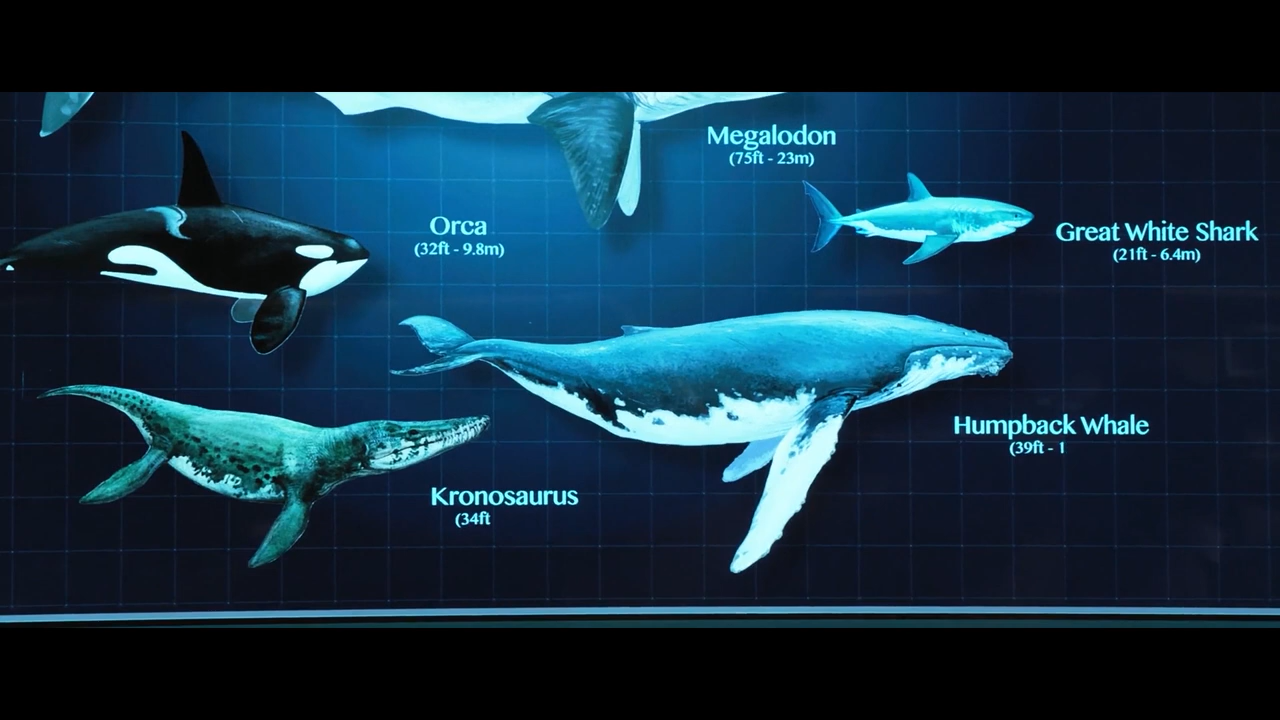 Megalodon
(75ft - 23m)
Orca
(32ft - 9.8m)
Great White Shark
(21ft - 6.4m)
Humpback Whale
(39ft - 1
Kronosaurus
(34ft